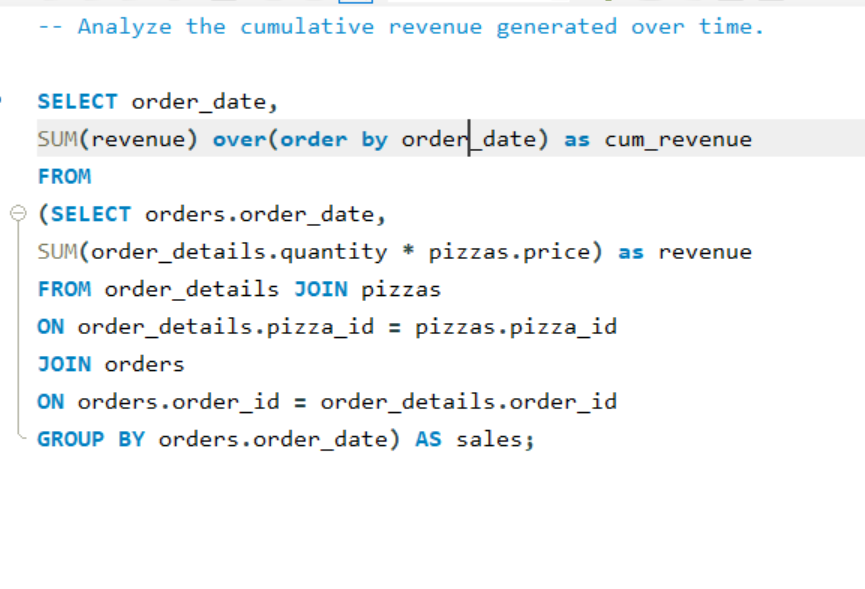 -- Analyze the cumulative revenue generated over time.
SELECT order_date,
SUM(revenue) over(order by order_date) as cum_revenue
FROM
(SELECT orders.order_date,
SUM(order_details.quantity * pizzas.price) as revenue
FROM order_details JOIN pizzas
ON order_details.pizza_id = pizzas.pizza_id
JOIN orders
ON orders.order_id = order_details.order_id
GROUP BY orders.order_date) AS sales;